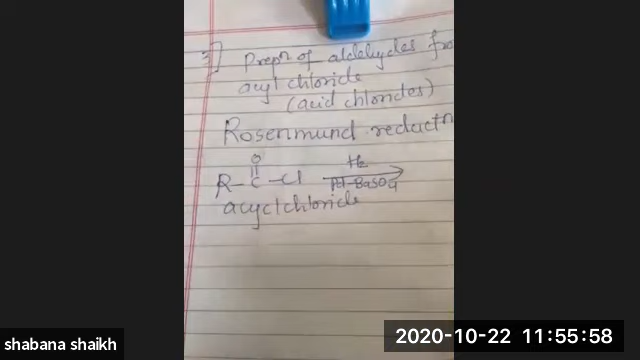 3] Prepn of aldehydes fro
acyl chloride
(acid chlorides)
Rosenmund reductn
O
R-C-Cl H2
Pd-BaSO4
acylchloride
shabana shaikh
2020-10-22 11:55:58